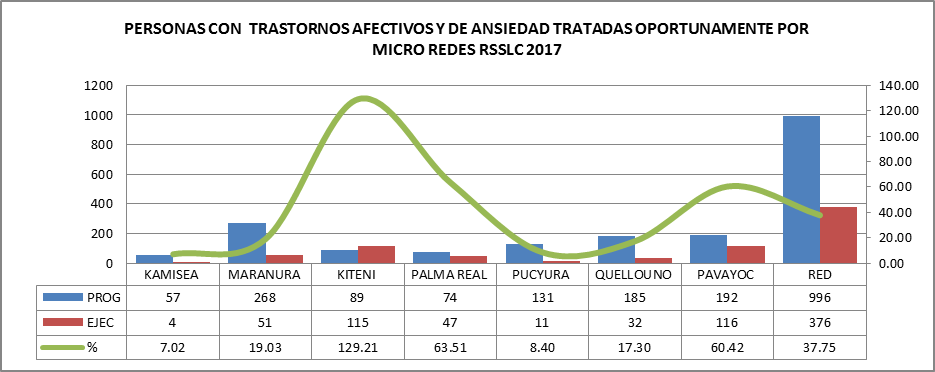 PERSONAS CON TRASTORNOS AFECTIVOS Y DE ANSIEDAD TRATADAS OPORTUNAMENTE POR
MICRO REDES RSSLC 2017
1200 140.00
1000 120.00
800 100.00
600 80.00
400 60.00
200 40.00
0 20.00
0.00
KAMISEA MARANURA KITENI PALMA REAL PUCYURA QUELLOUNO PAVAYOC RED
PROG 57 268 89 74 131 185 192 996
EJEC 4 51 115 47 11 32 116 376
% 7.02 19.03 129.21 63.51 8.40 17.30 60.42 37.75